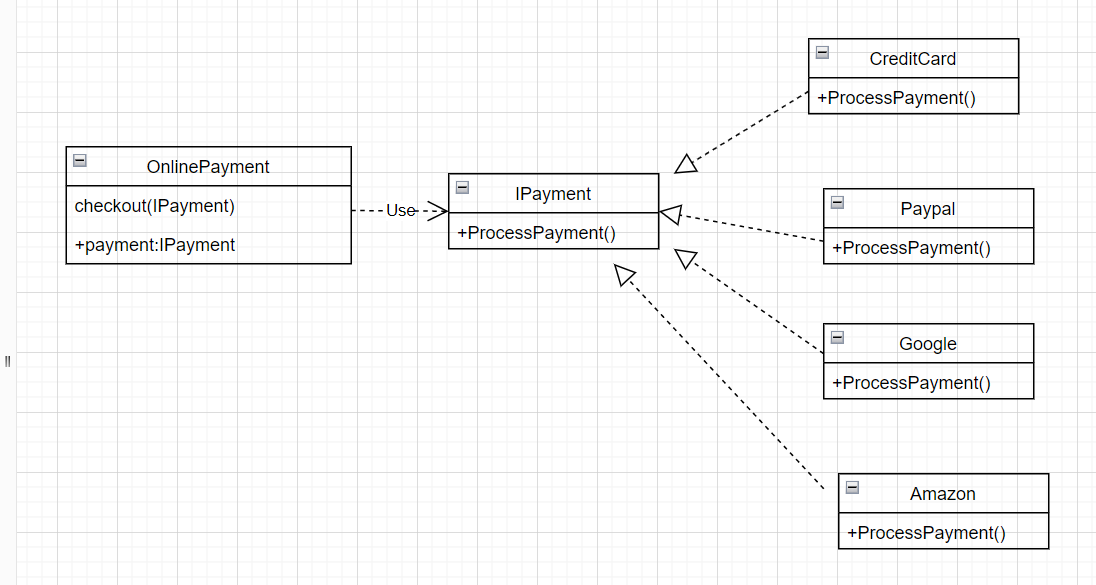 OnlinePayment
checkout(IPayment)
+payment:IPayment
Use
IPayment
+ProcessPayment()
CreditCard
+ProcessPayment()
Paypal
+ProcessPayment()
Google
+ProcessPayment()
Amazon
+ProcessPayment()